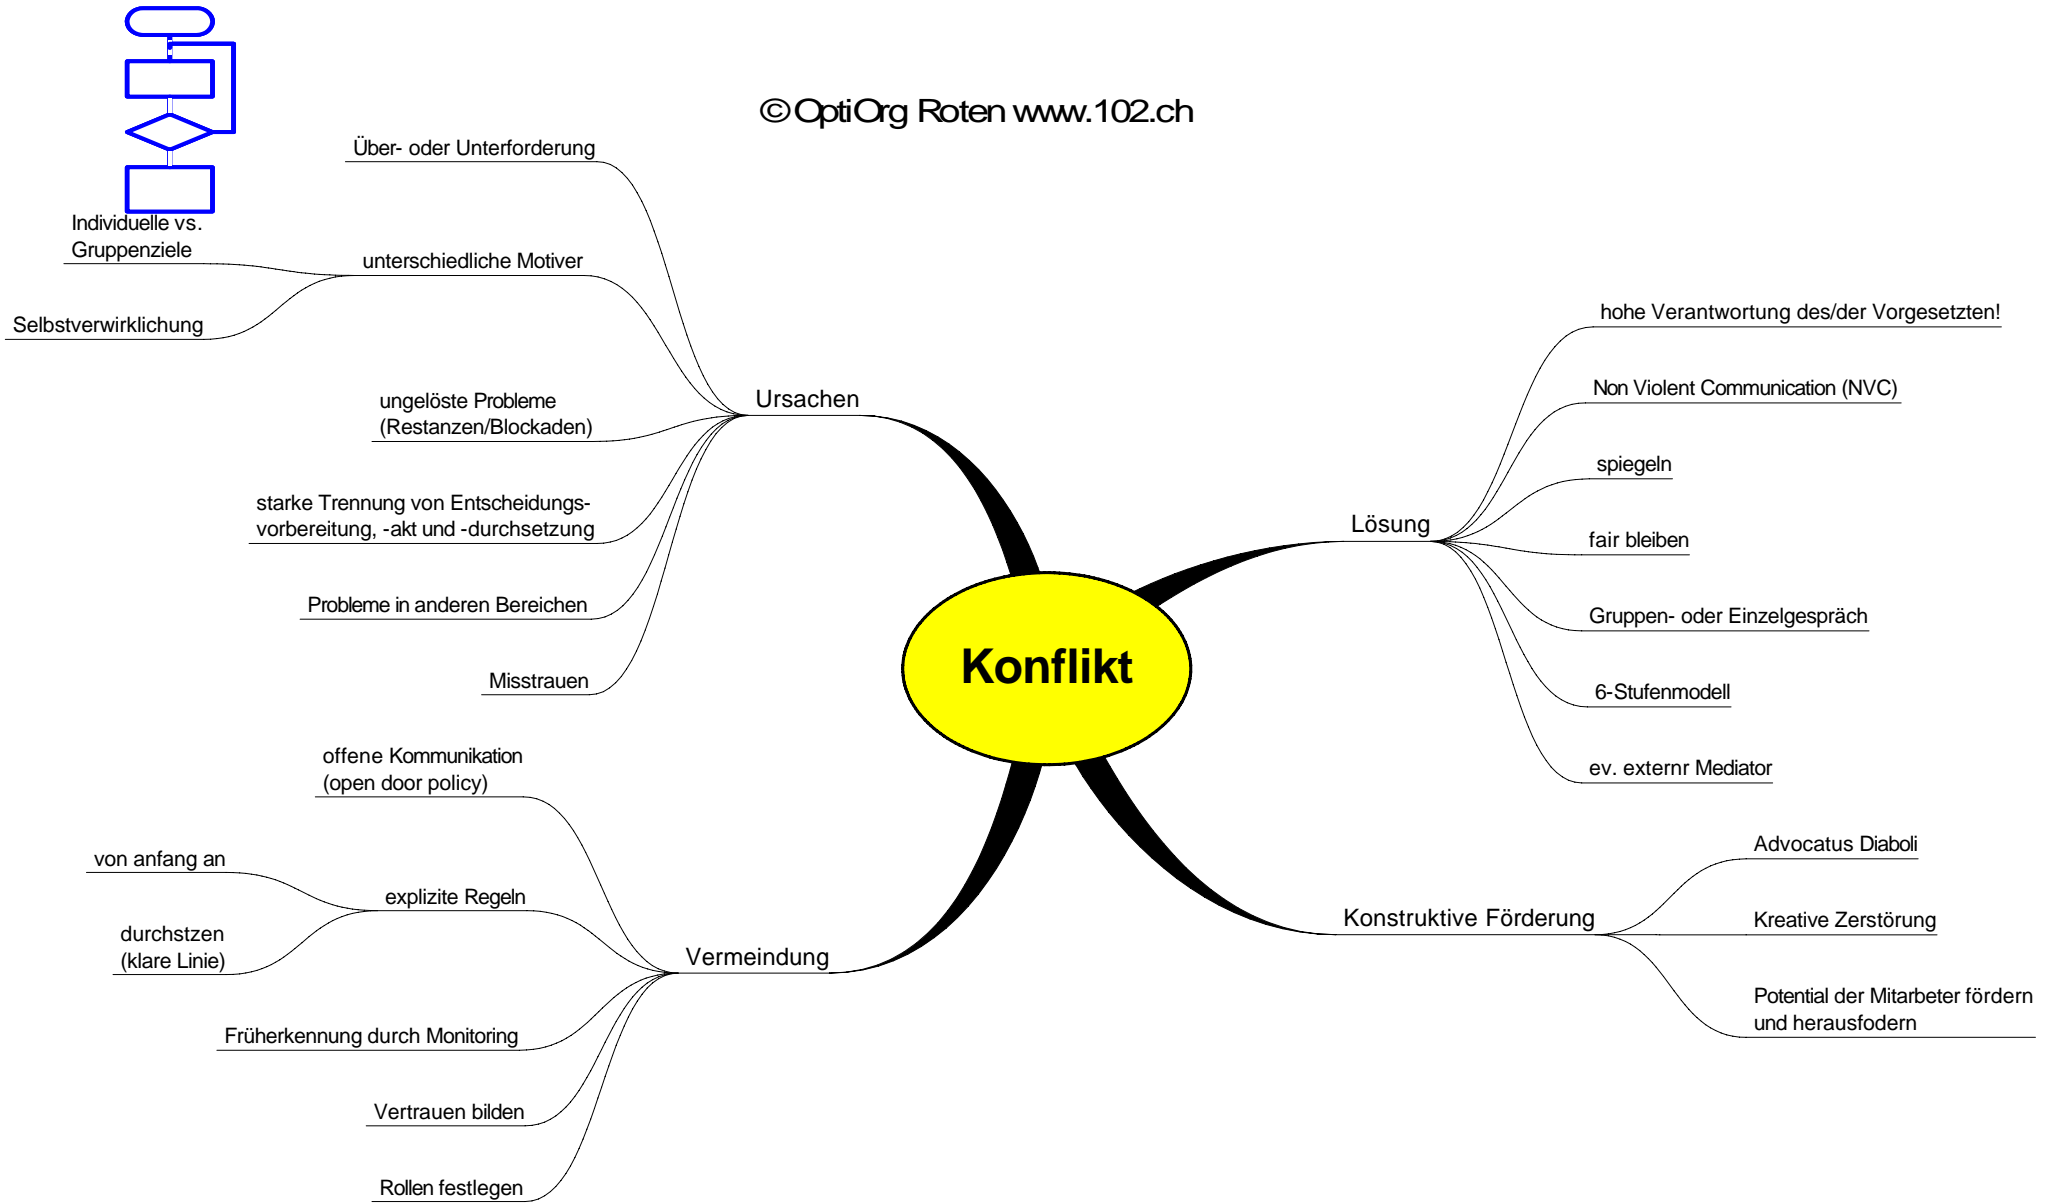 © OptiOrg Roten www.102.ch
Konflikt
Ursachen
Über- oder Unterforderung
unterschiedliche Motiver
Individuelle vs.
Gruppenziele
Selbstverwirklichung
ungelöste Probleme
(Restanzen/Blockaden)
starke Trennung von Entscheidungs-
vorbereitung, -akt und -durchsetzung
Probleme in anderen Bereichen
Misstrauen
Lösung
hohe Verantwortung des/der Vorgesetzten!
Non Violent Communication (NVC)
spiegeln
fair bleiben
Gruppen- oder Einzelgespräch
6-Stufenmodell
ev. externr Mediator
Konstruktive Förderung
Advocatus Diaboli
Kreative Zerstörung
Potential der Mitarbeter fördern
und herausfodern
Vermeindung
offene Kommunikation
(open door policy)
explizite Regeln
von anfang an
durchstzen
(klare Linie)
Früherkennung durch Monitoring
Vertrauen bilden
Rollen festlegen